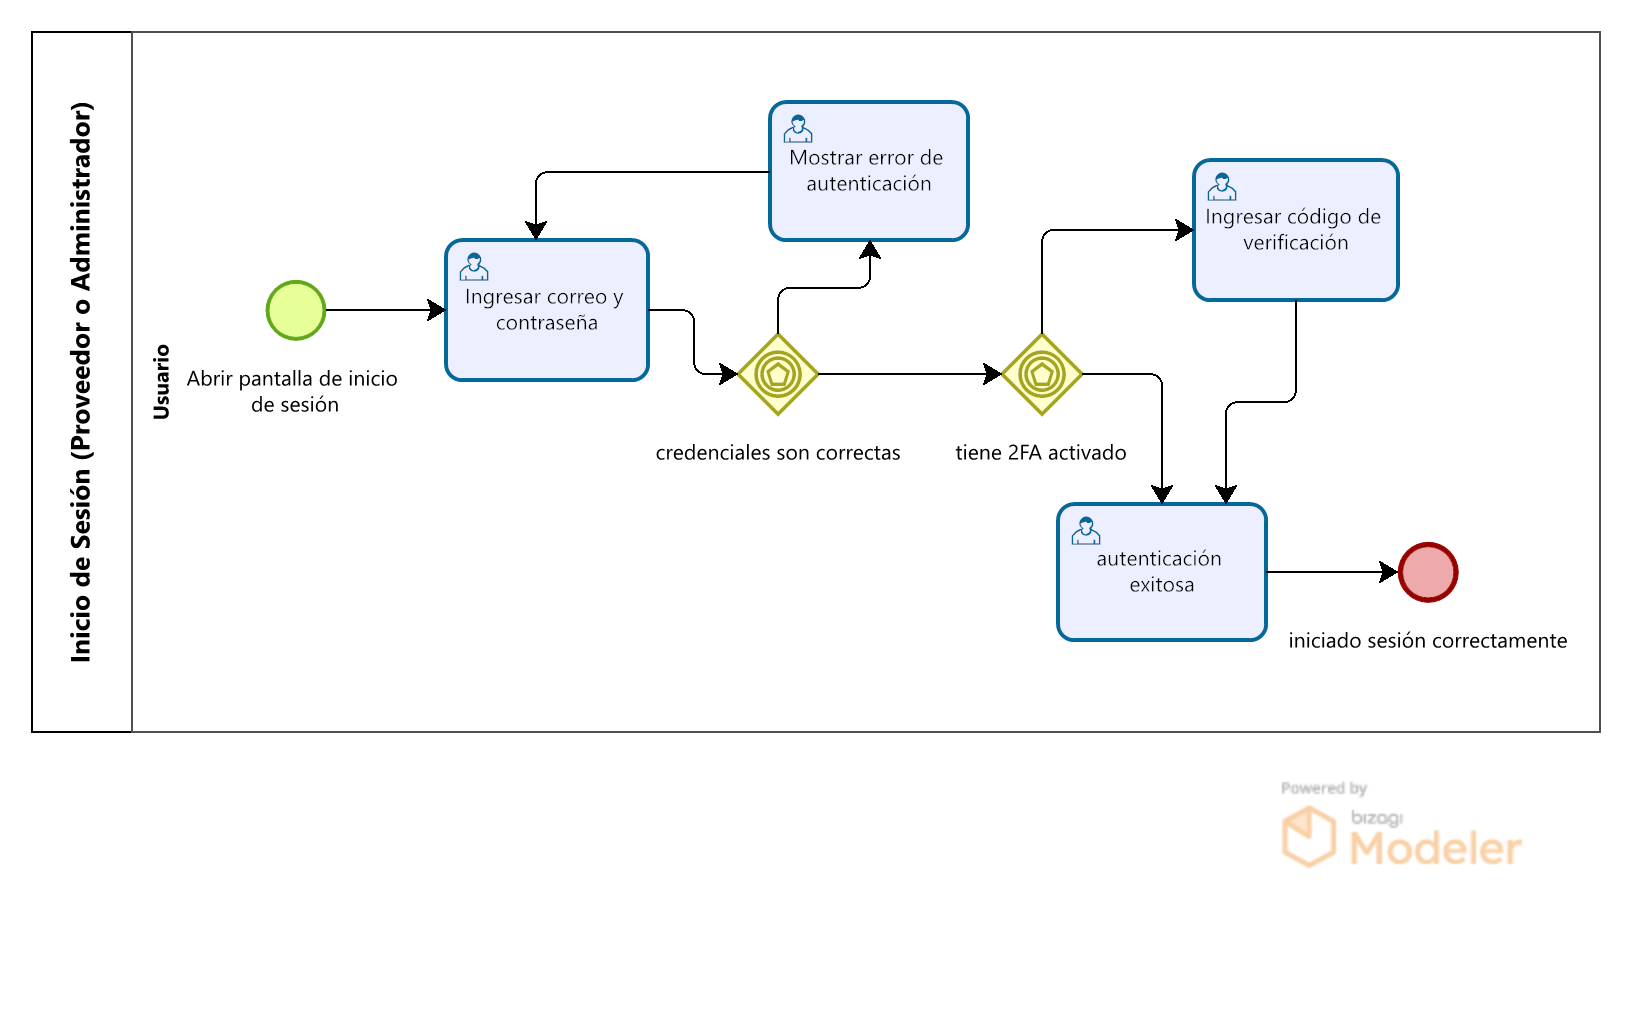 Inicio de Sesión (Proveedor o Administrador)
Usuario
Abrir pantalla de inicio
de sesión
Ingresar correo y
contraseña
Mostrar error de
autenticación
credenciales son correctas
tiene 2FA activado
Ingresar código de
verificación
autenticación
exitosa
iniciado sesión correctamente
Powered by
bizagi
Modeler